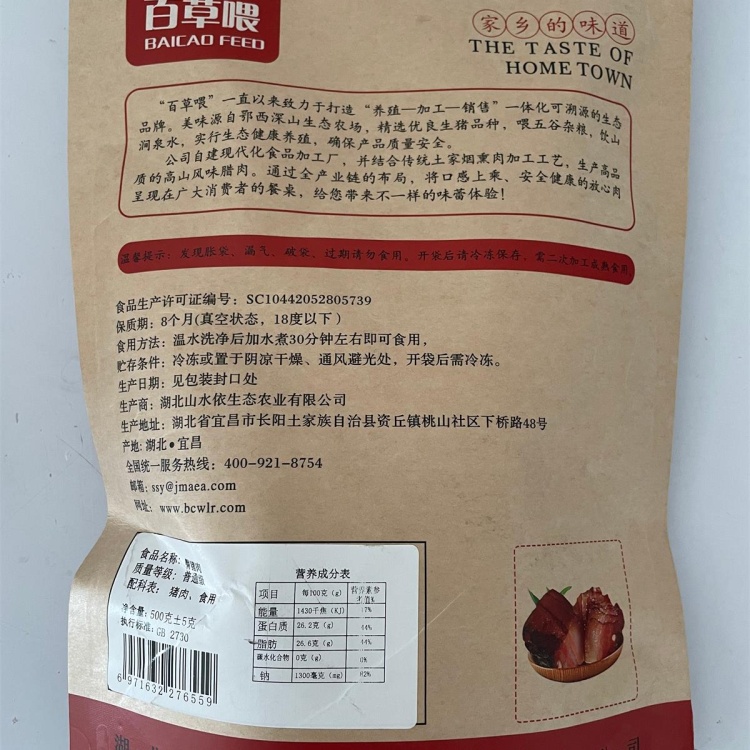 百草喂
BAICAO FEED
家乡的味道
THE TASTE OF
HOME TOWN
“百草喂”一直以来致力于打造“养殖—加工—销售”一体化可溯源的生态
品牌。美味源自鄂西深山生态农场，精选优良生猪品种，喂五谷杂粮，饮山
涧泉水，实行生态健康养殖，确保产品质量安全。
公司自建现代化食品加工厂，并结合传统土家烟熏肉加工工艺，生产高品
质的高山风味腊肉。通过全产业链的布局，将口感上乘、安全健康的放心肉
呈现在广大消费者的餐桌，给您带来不一样的味蕾体验！
温馨提示：发现胀袋、漏气、破袋、过期请勿食用。开袋后请冷冻保存，需二次加工或熟食用
食品生产许可证编号：SC10442052805739
保质期：8个月(真空状态，18度以下)
食用方法：温水洗净后加水煮30分钟左右即可食用，
贮存条件：冷冻或置于阴凉干燥、通风避光处，开袋后需冷冻。
生产日期：见包装封口处
生产商：湖北山水依生态农业有限公司
生产地址：湖北省宜昌市长阳土家族自治县资丘镇桃山社区下桥路48号
产地：湖北•宜昌
全国统一服务热线：400-921-8754
邮箱：ssy@jmaea.com
网址：www.bcwlr.com
食品名称：
质量等级：普通级
配料表：猪肉、食用
净含量：500克±5克
执行标准：GB 2730
6 971632 276559
营养成分表
项目 每100克（g） 营养素参考值%
能量 1430千焦（KJ） 17%
蛋白质 26.2克（g） 44%
脂肪 26.6克（g） 44%
碳水化合物 0克（g） 0%
钠 1300毫克（mg） 62%